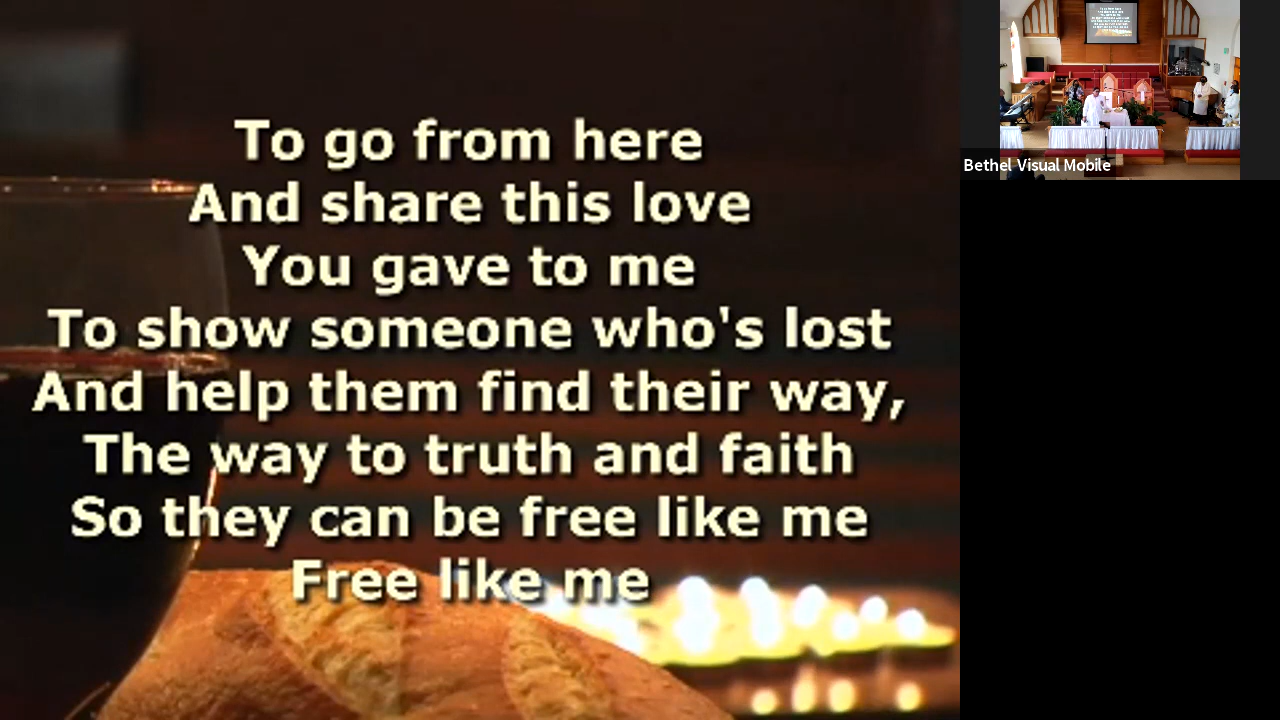 To go from here
And share this love
You gave to me
To show someone who's lost
And help them find their way,
The way to truth and faith
So they can be free like me
Free like me
Bethel Visual Mobile